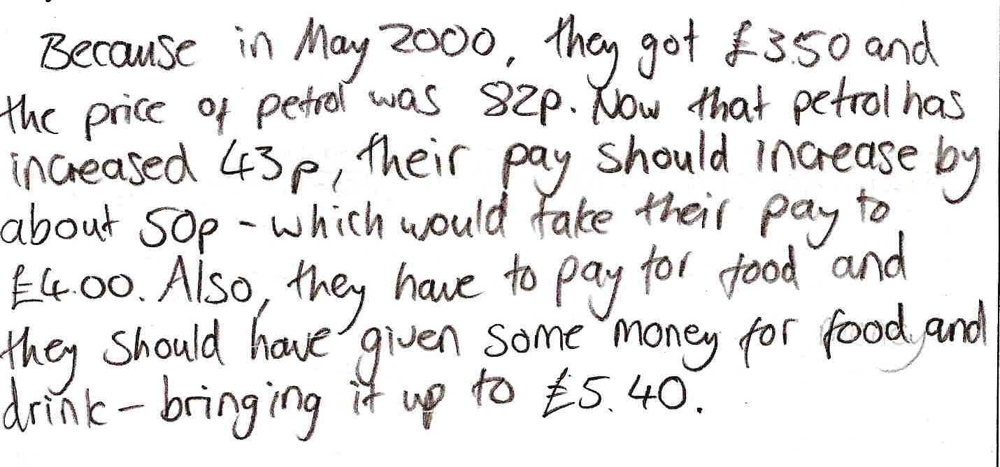 Because in May 2000, they got £3.50 and
the price of petrol was 82p. Now that petrol has
increased 43p, their pay should increase by
about 50p - which would take their pay to
£4.00. Also, they have to pay for food and
they should have given some money for food and
drink - bringing it up to £5.40.